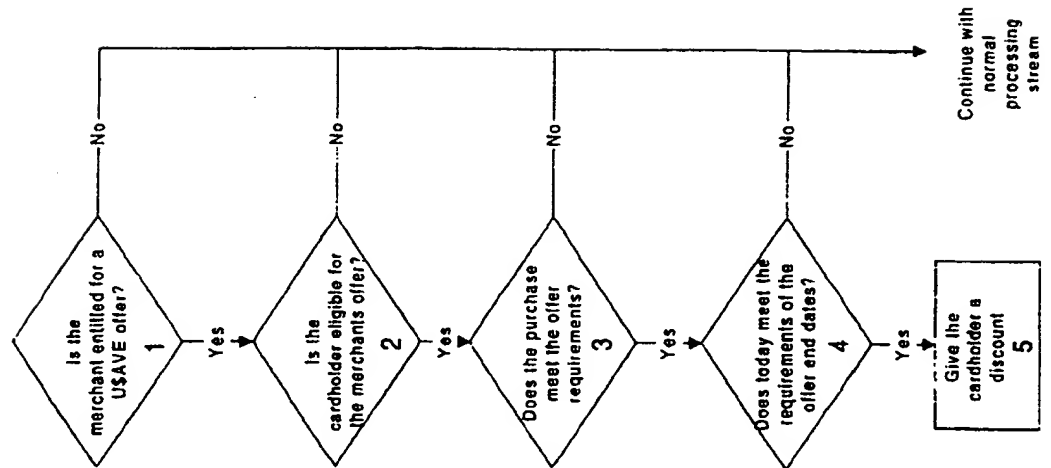 Is the
merchant entitled for a
U$AVE offer?
1
No
Yes
Is the
cardholder eligible for
the merchants offer?
2
No
Yes
Does the purchase
meet the offer
requirements?
3
No
Yes
Does today meet the
requirements of the
offer end dates?
4
No
Yes
Give the
cardholder a
discount
5
Continue with
normal
processing
stream